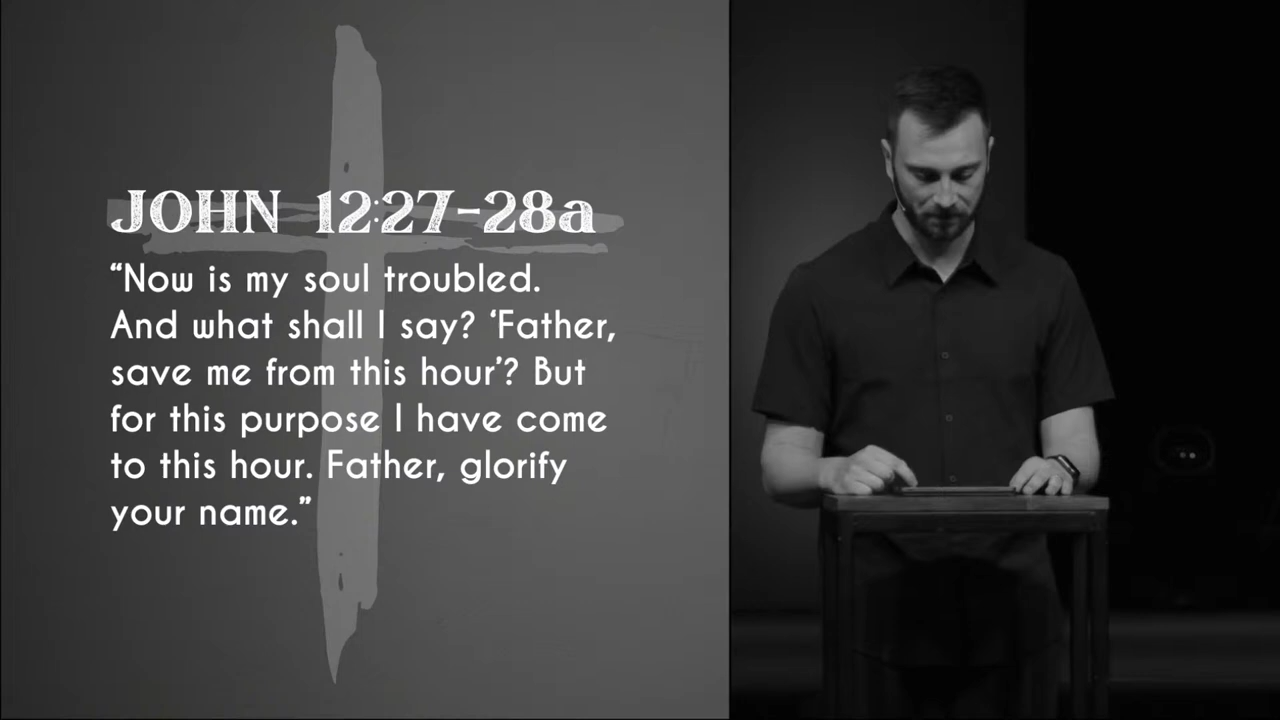 JOHN 12:27-28a
“Now is my soul troubled.
And what shall I say? ‘Father,
save me from this hour’? But
for this purpose I have come
to this hour. Father, glorify
your name.”